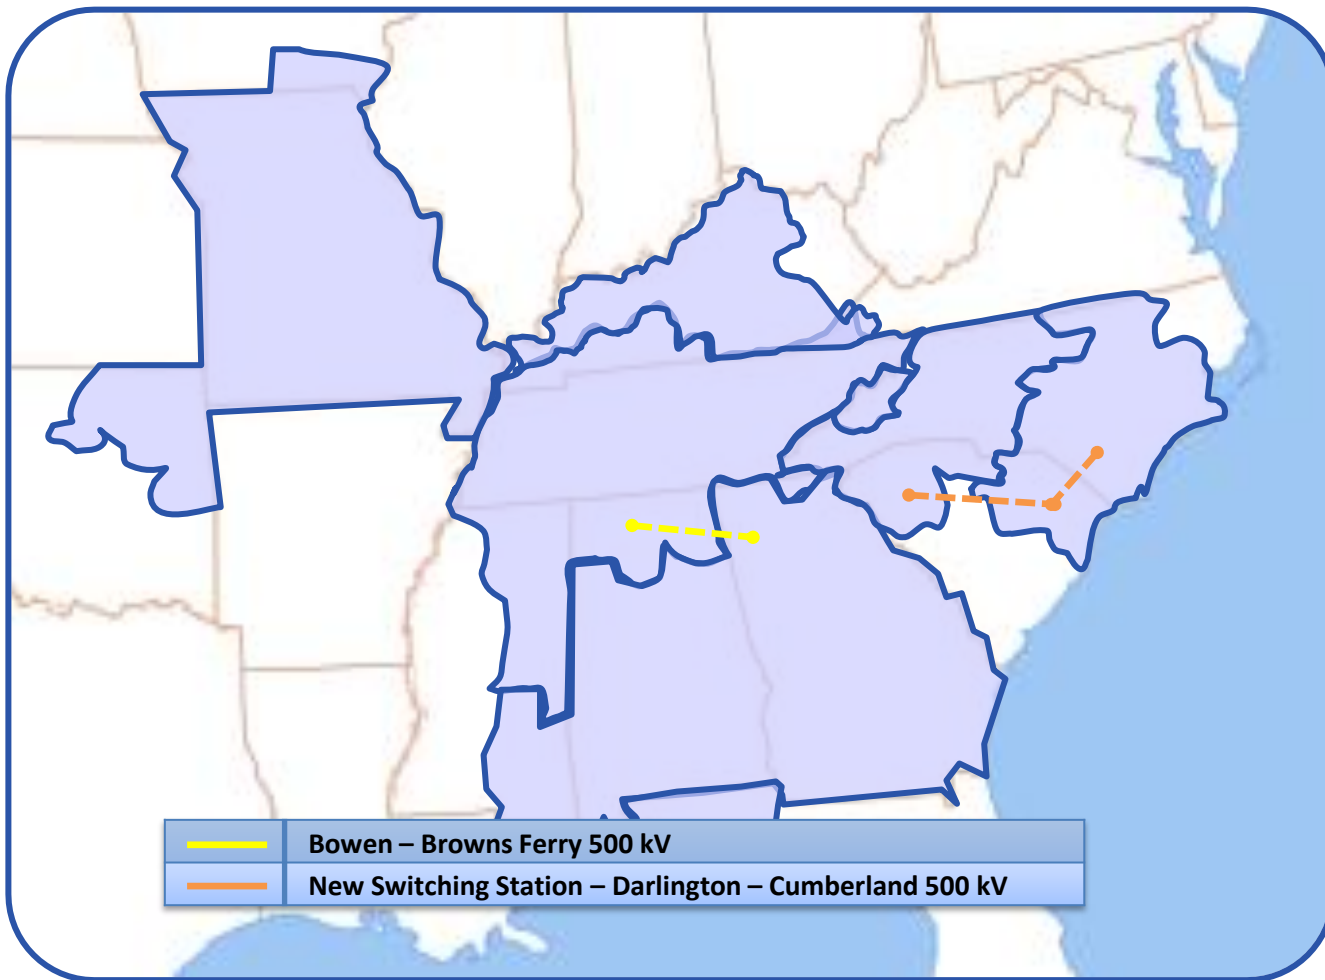 Bowen – Browns Ferry 500 kV
New Switching Station – Darlington – Cumberland 500 kV